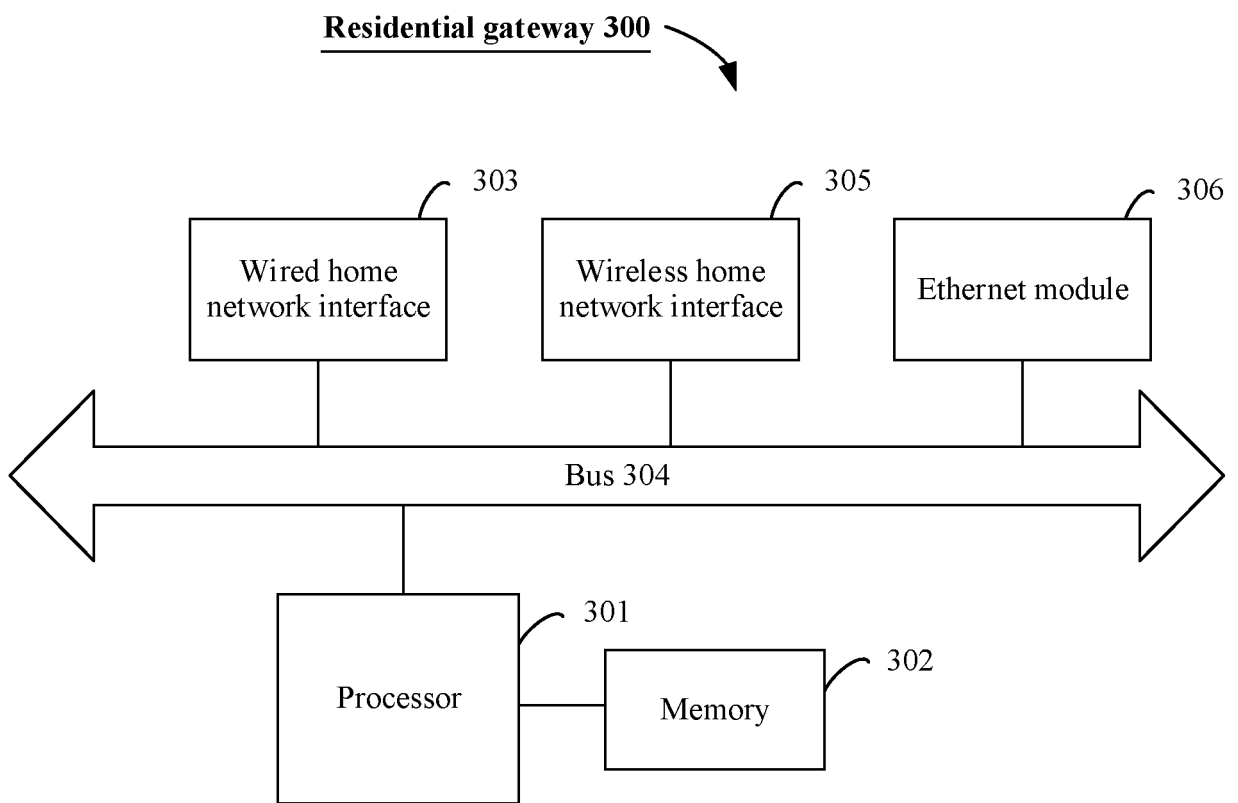 Residential gateway 300
303
305
306
Wired home
network interface
Wireless home
network interface
Ethernet module
Bus 304
301
Processor
302
Memory